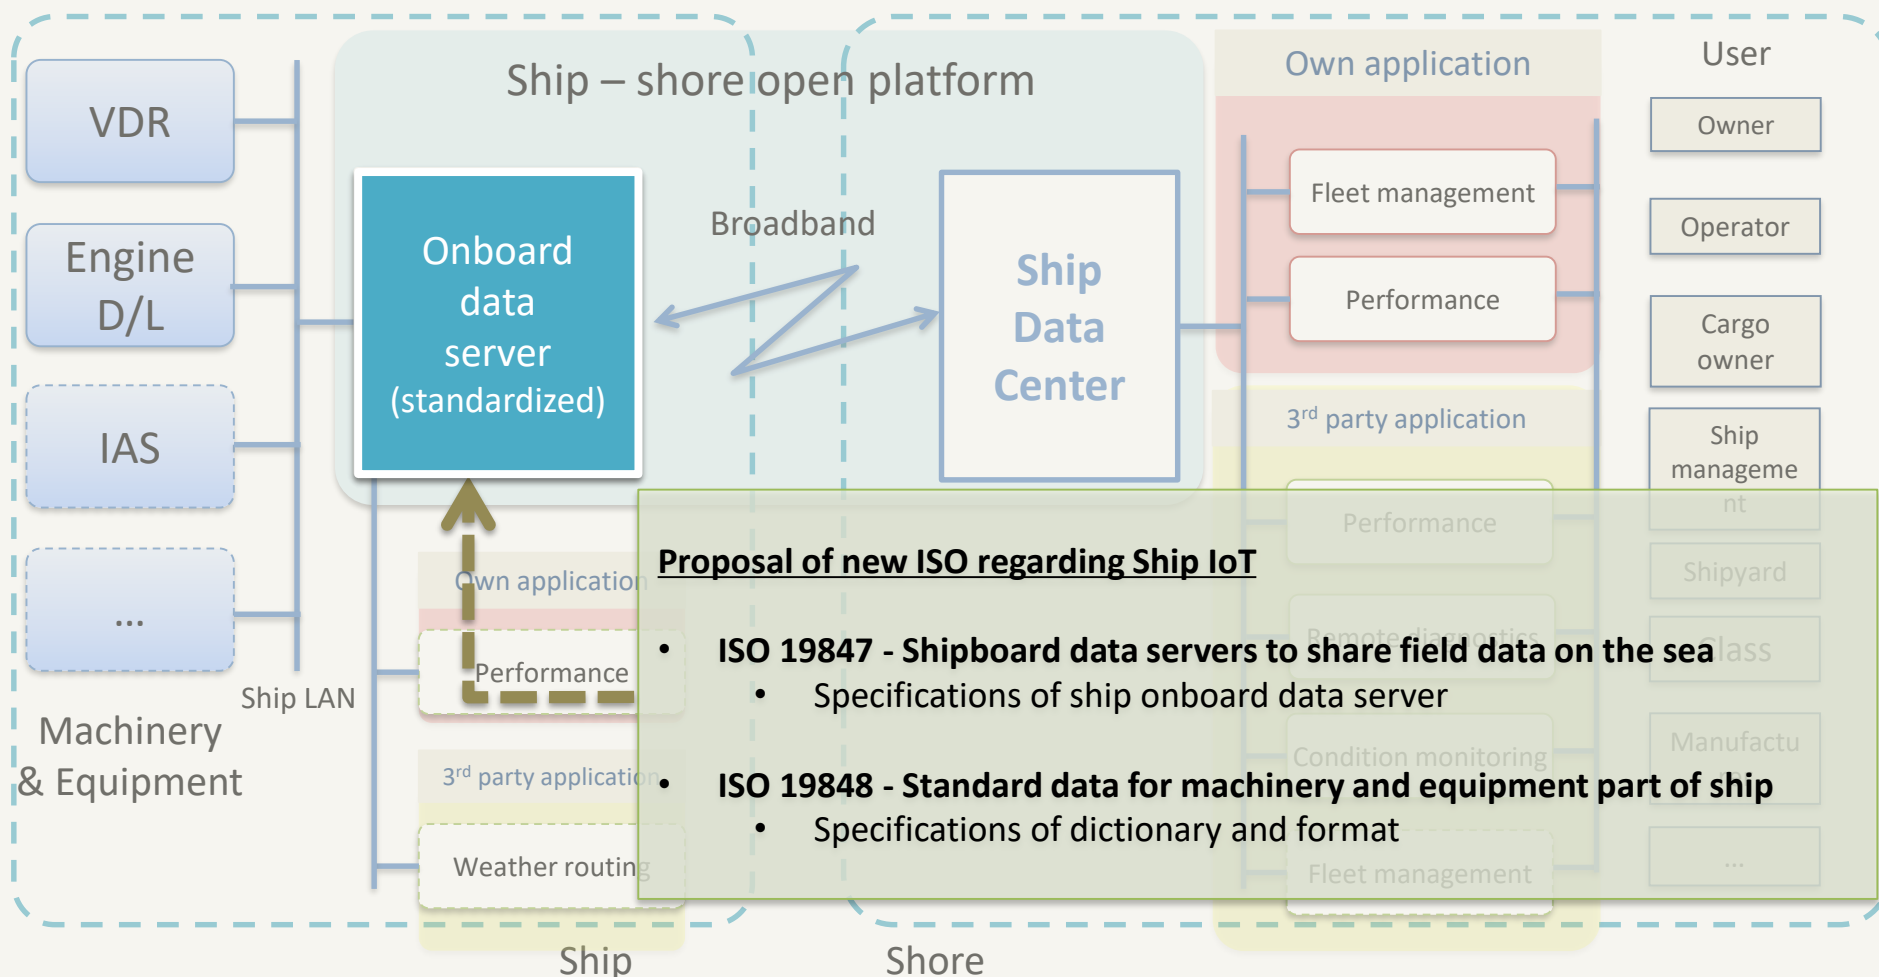 Ship – shore open platform
Own application
User
VDR
Engine
D/L
IAS
...
Machinery
& Equipment
Ship LAN
Onboard
data
server
(standardized)
Broadband
Ship
Data
Center
Fleet management
Performance
3rd party application
Performance
Remote diagnostics
Condition monitoring
Fleet management
Owner
Operator
Cargo
owner
Ship
manageme
nt
Shipyard
Class
Manufactu
...
Own application
Performance
3rd party application
Weather routing
Proposal of new ISO regarding Ship IoT
• ISO 19847 - Shipboard data servers to share field data on the sea
• Specifications of ship onboard data server
• ISO 19848 - Standard data for machinery and equipment part of ship
• Specifications of dictionary and format
Ship
Shore